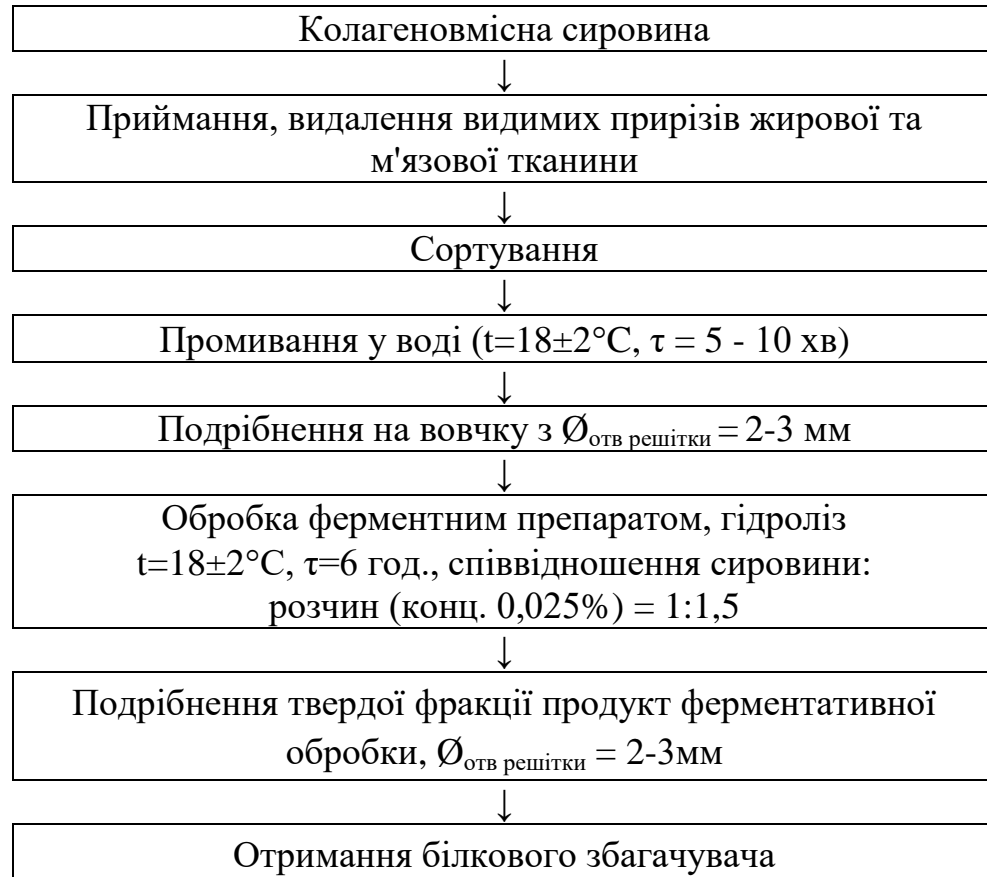 Колагеновмісна сировина
↓
Приймання, видалення видимих прирізів жирової та
м'язової тканини
↓
Сортування
↓
Промивання у воді (t=18±2°C, τ = 5 - 10 хв)
↓
Подрібнення на вовчку з Øотв решітки = 2-3 мм
↓
Обробка ферментним препаратом, гідроліз
t=18±2°C, τ=6 год., співвідношення сировини:
розчин (конц. 0,025%) = 1:1,5
↓
Подрібнення твердої фракції продукт ферментативної
обробки, Øотв решітки = 2-3мм
↓
Отримання білкового збагачувача